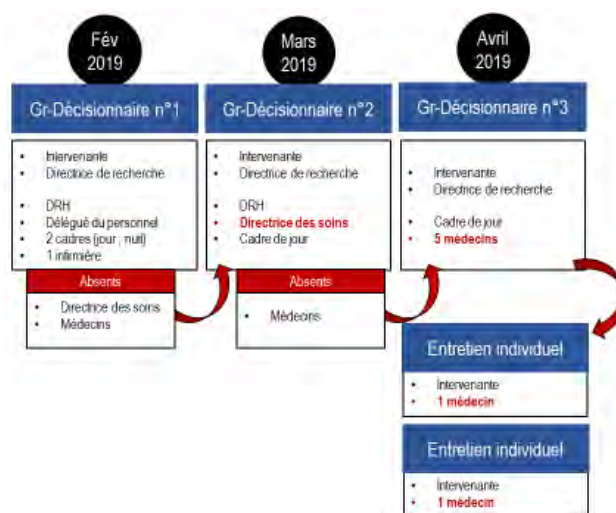 Fév
2019
Gr-Décisionnaire n°1
• Intervenante
• Directrice de recherche
• DRH
• Délégué du personnel
• 2 cadres (jour ; nuit)
• 1 infirmière
Absents
• Directrice des soins
• Médecins
Mars
2019
Gr-Décisionnaire n°2
• Intervenante
• Directrice de recherche
• DRH
• Directrice des soins
• Cadre de jour
Absents
• Médecins
Avril
2019
Gr-Décisionnaire n°3
• Intervenante
• Directrice de recherche
• Cadre de jour
• 5 médecins
Entretien individuel
• Intervenante
• 1 médecin
Entretien individuel
• Intervenante
• 1 médecin